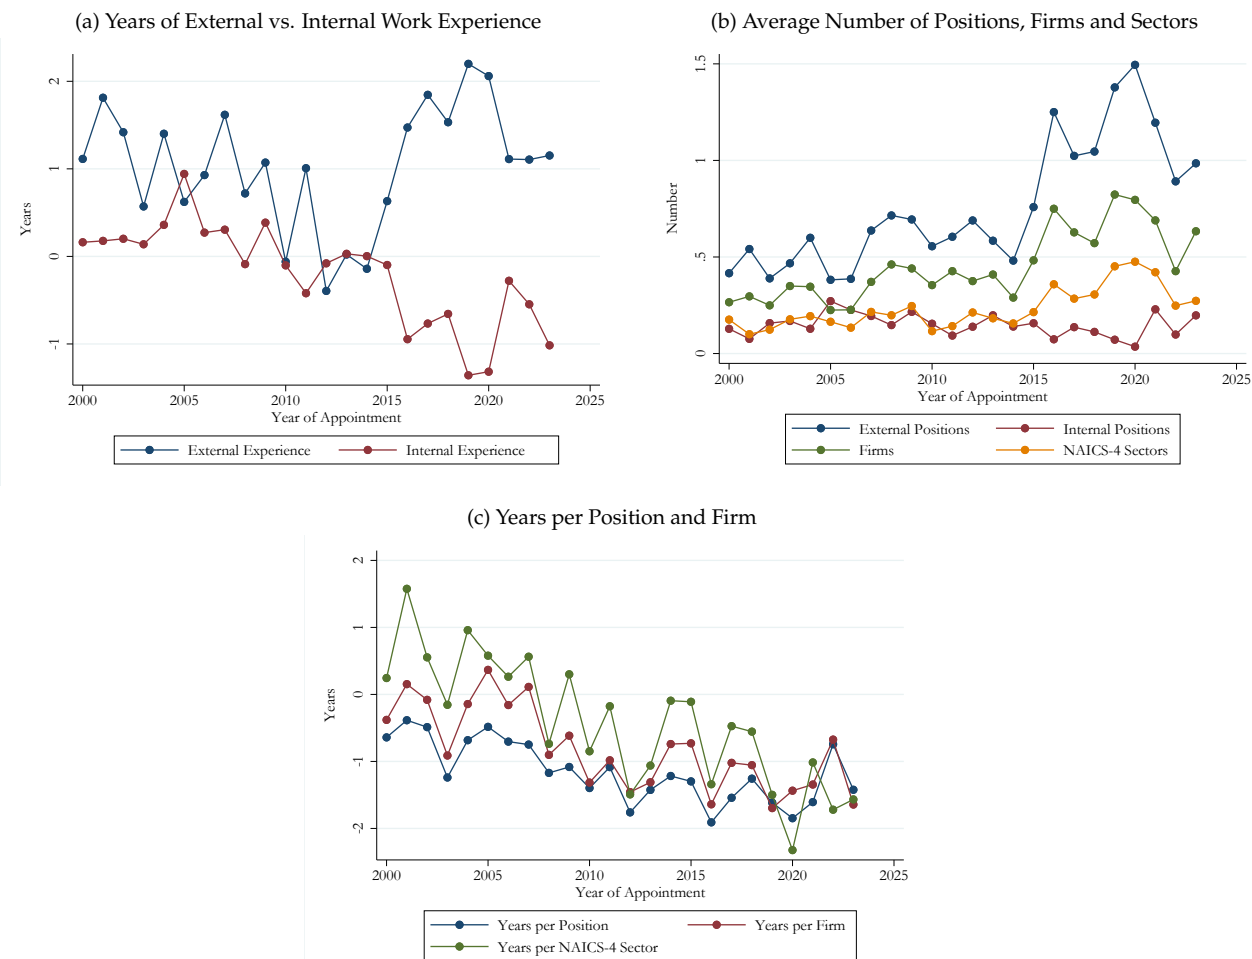 (a) Years of External vs. Internal Work Experience
Years
2
1
0
-1
2000 2005 2010 2015 2020 2025
Year of Appointment
External Experience Internal Experience
(b) Average Number of Positions, Firms and Sectors
Number
1.5
1
.5
0
2000 2005 2010 2015 2020 2025
Year of Appointment
External Positions Internal Positions
Firms NAICS-4 Sectors
(c) Years per Position and Firm
Years
2
1
0
-1
-2
2000 2005 2010 2015 2020 2025
Year of Appointment
Years per Position Years per Firm
Years per NAICS-4 Sector